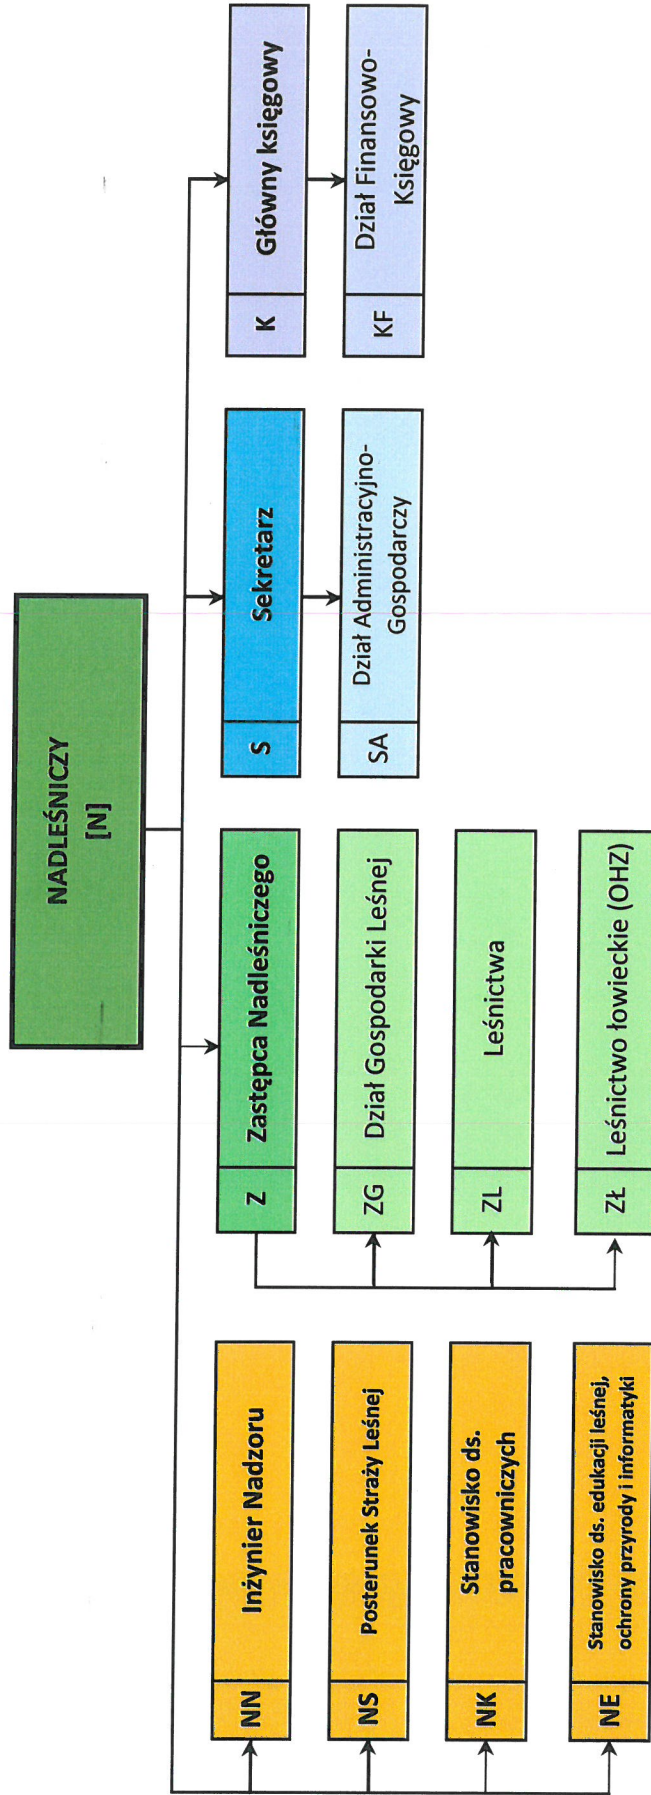 NADLEŚNICZY
[N]
NN
Inżynier Nadzoru
NS
Posterunek Straży Leśnej
NK
Stanowisko ds.
pracowniczych
NE
Stanowisko ds. edukacji leśnej,
ochrony przyrody i informatyki
Z
Zastępca Nadleśniczego
ZG
Dział Gospodarki Leśnej
ZL
Leśnictwa
ZŁ
Leśnictwo łowieckie (OHZ)
S
Sekretarz
SA
Dział Administracyjno-
Gospodarczy
K
Główny księgowy
KF
Dział Finansowo-
Księgowy